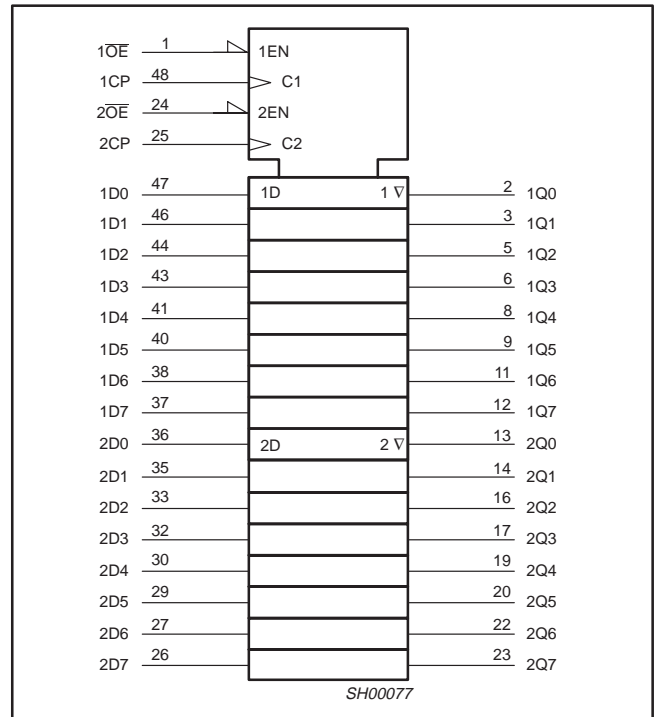 1O̅E̅ 1 1EN
1CP 48 C1
2O̅E̅ 24 2EN
2CP 25 C2
1D0 47 1D 1 ∇ 2 1Q0
1D1 46 3 1Q1
1D2 44 5 1Q2
1D3 43 6 1Q3
1D4 41 8 1Q4
1D5 40 9 1Q5
1D6 38 11 1Q6
1D7 37 12 1Q7
2D0 36 2D 2 ∇ 13 2Q0
2D1 35 14 2Q1
2D2 33 16 2Q2
2D3 32 17 2Q3
2D4 30 19 2Q4
2D5 29 20 2Q5
2D6 27 22 2Q6
2D7 26 23 2Q7
SH00077